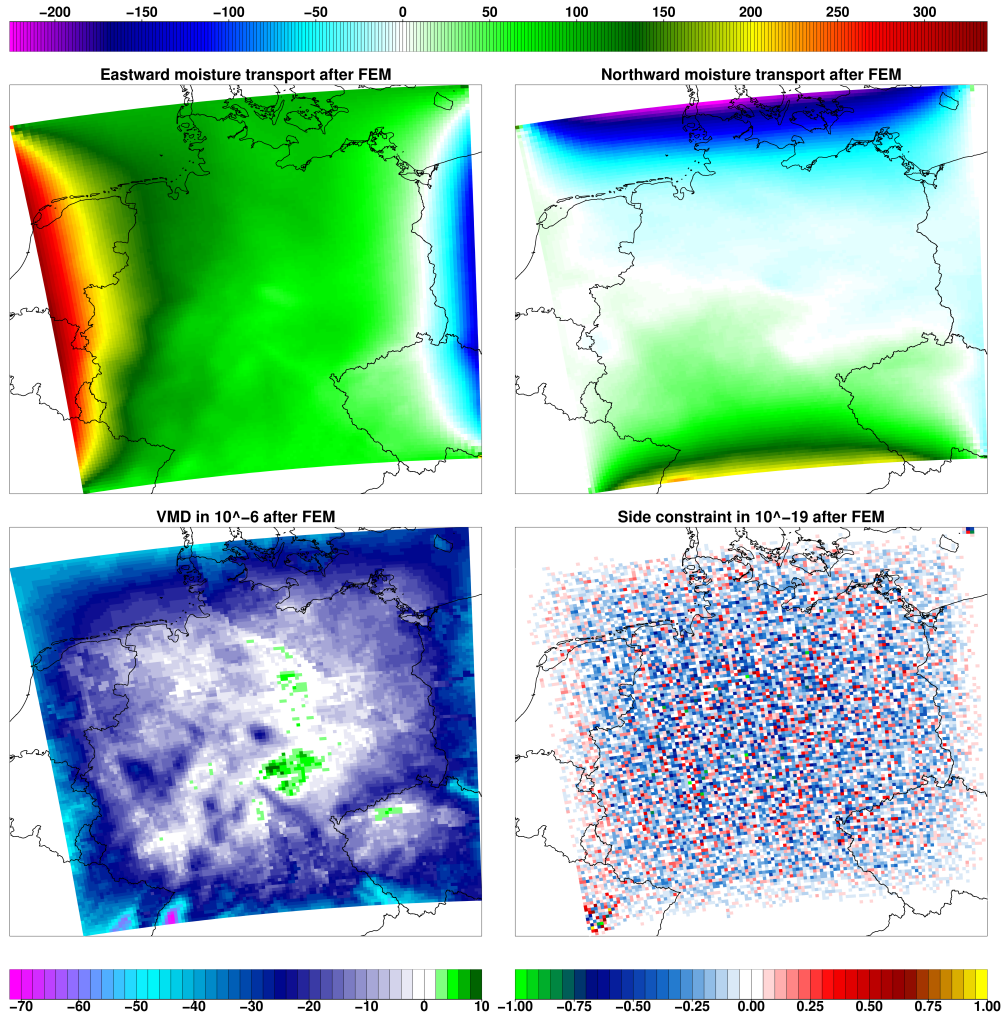 −200 −150 −100 −50 0 50 100 150 200 250 300
Eastward moisture transport after FEM
Northward moisture transport after FEM
VMD in 10^−6 after FEM
Side constraint in 10^−19 after FEM
−70 −60 −50 −40 −30 −20 −10 0 10
−1.00 −0.75 −0.50 −0.25 0.00 0.25 0.50 0.75 1.00